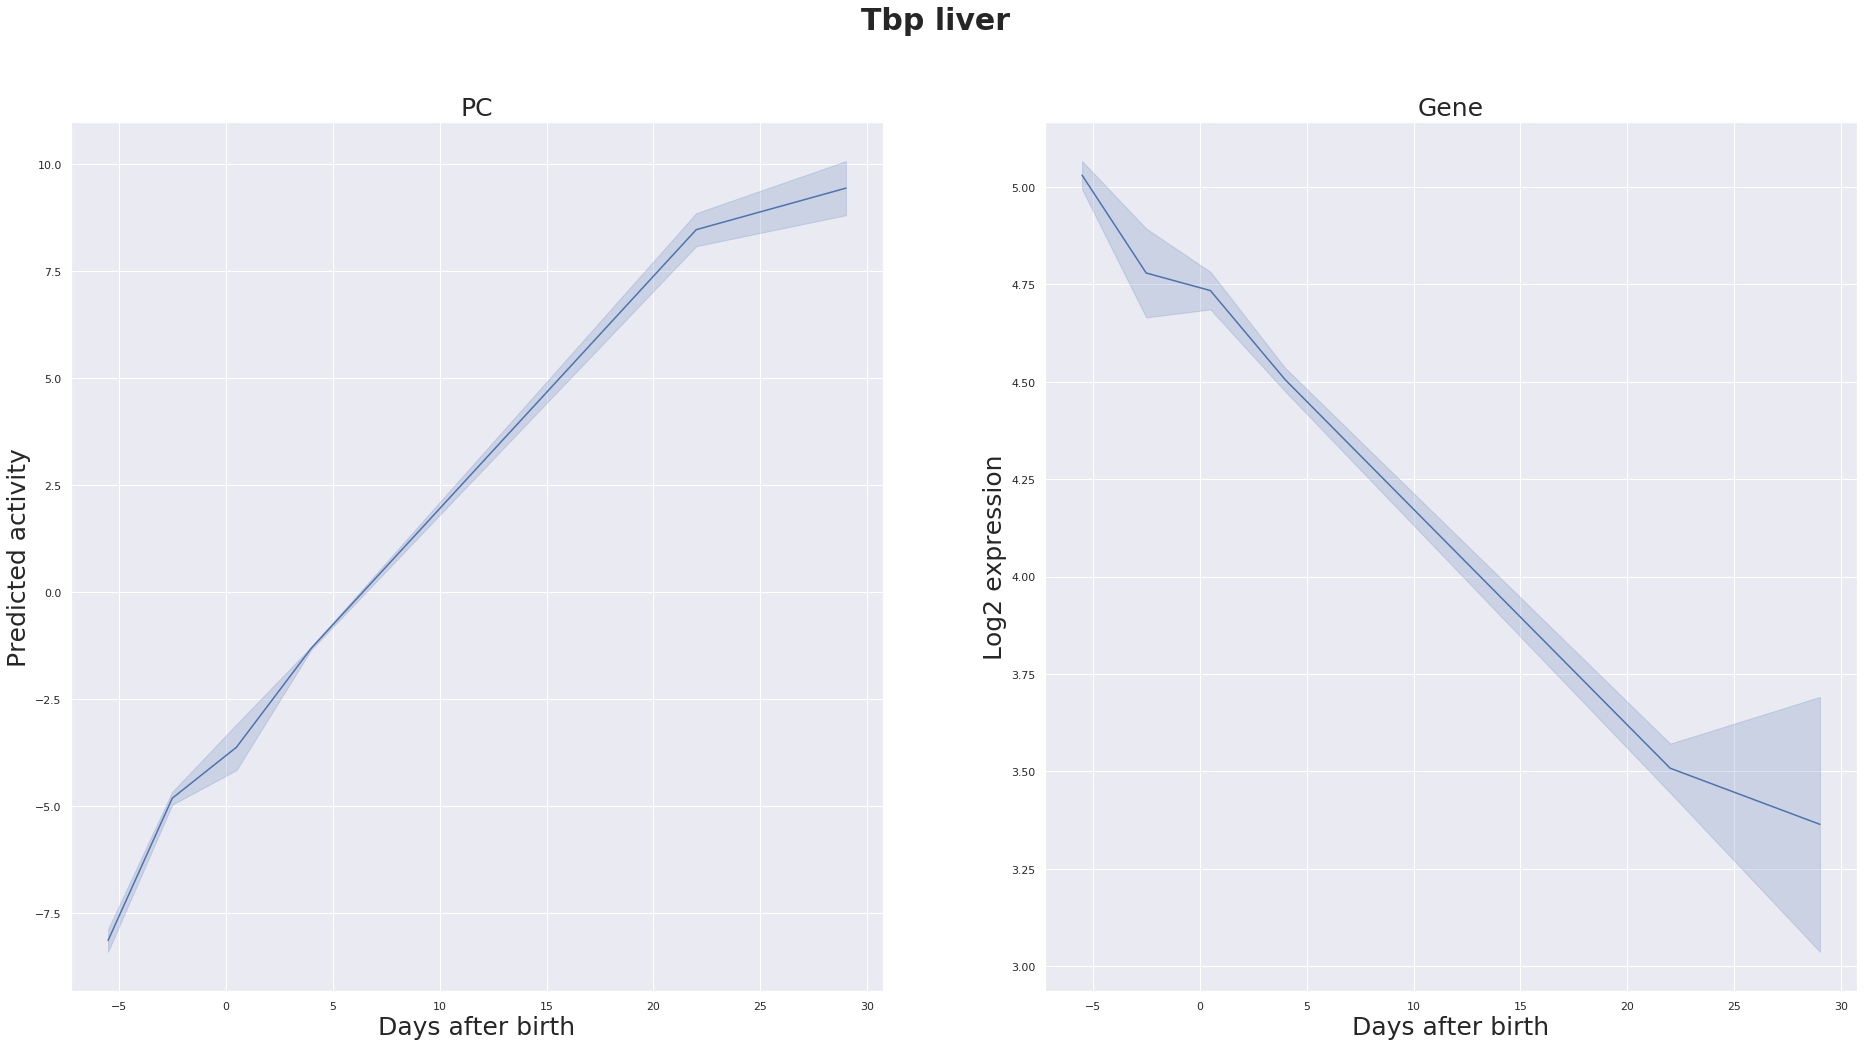 Tbp liver
PC
Predicted activity
10.0
7.5
5.0
2.5
0.0
−2.5
−5.0
−7.5
−5 0 5 10 15 20 25 30
Days after birth
Gene
Log2 expression
5.00
4.75
4.50
4.25
4.00
3.75
3.50
3.25
3.00
−5 0 5 10 15 20 25 30
Days after birth